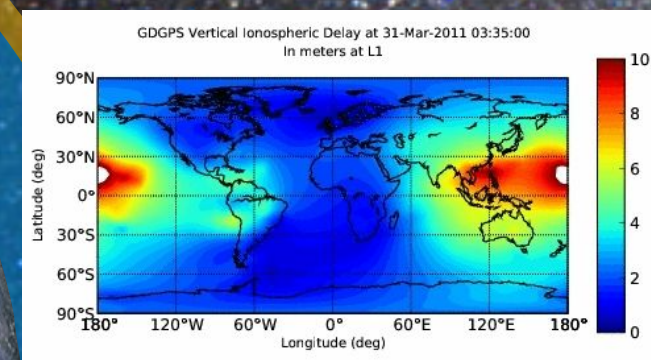 GDGPS Vertical Ionospheric Delay at 31-Mar-2011 03:35:00
In meters at L1
90°N
60°N
30°N
0°
30°S
60°S
90°S
Latitude (deg)
180° 120°W 60°W 0° 60°E 120°E 180°
Longitude (deg)
10
8
6
4
2
0